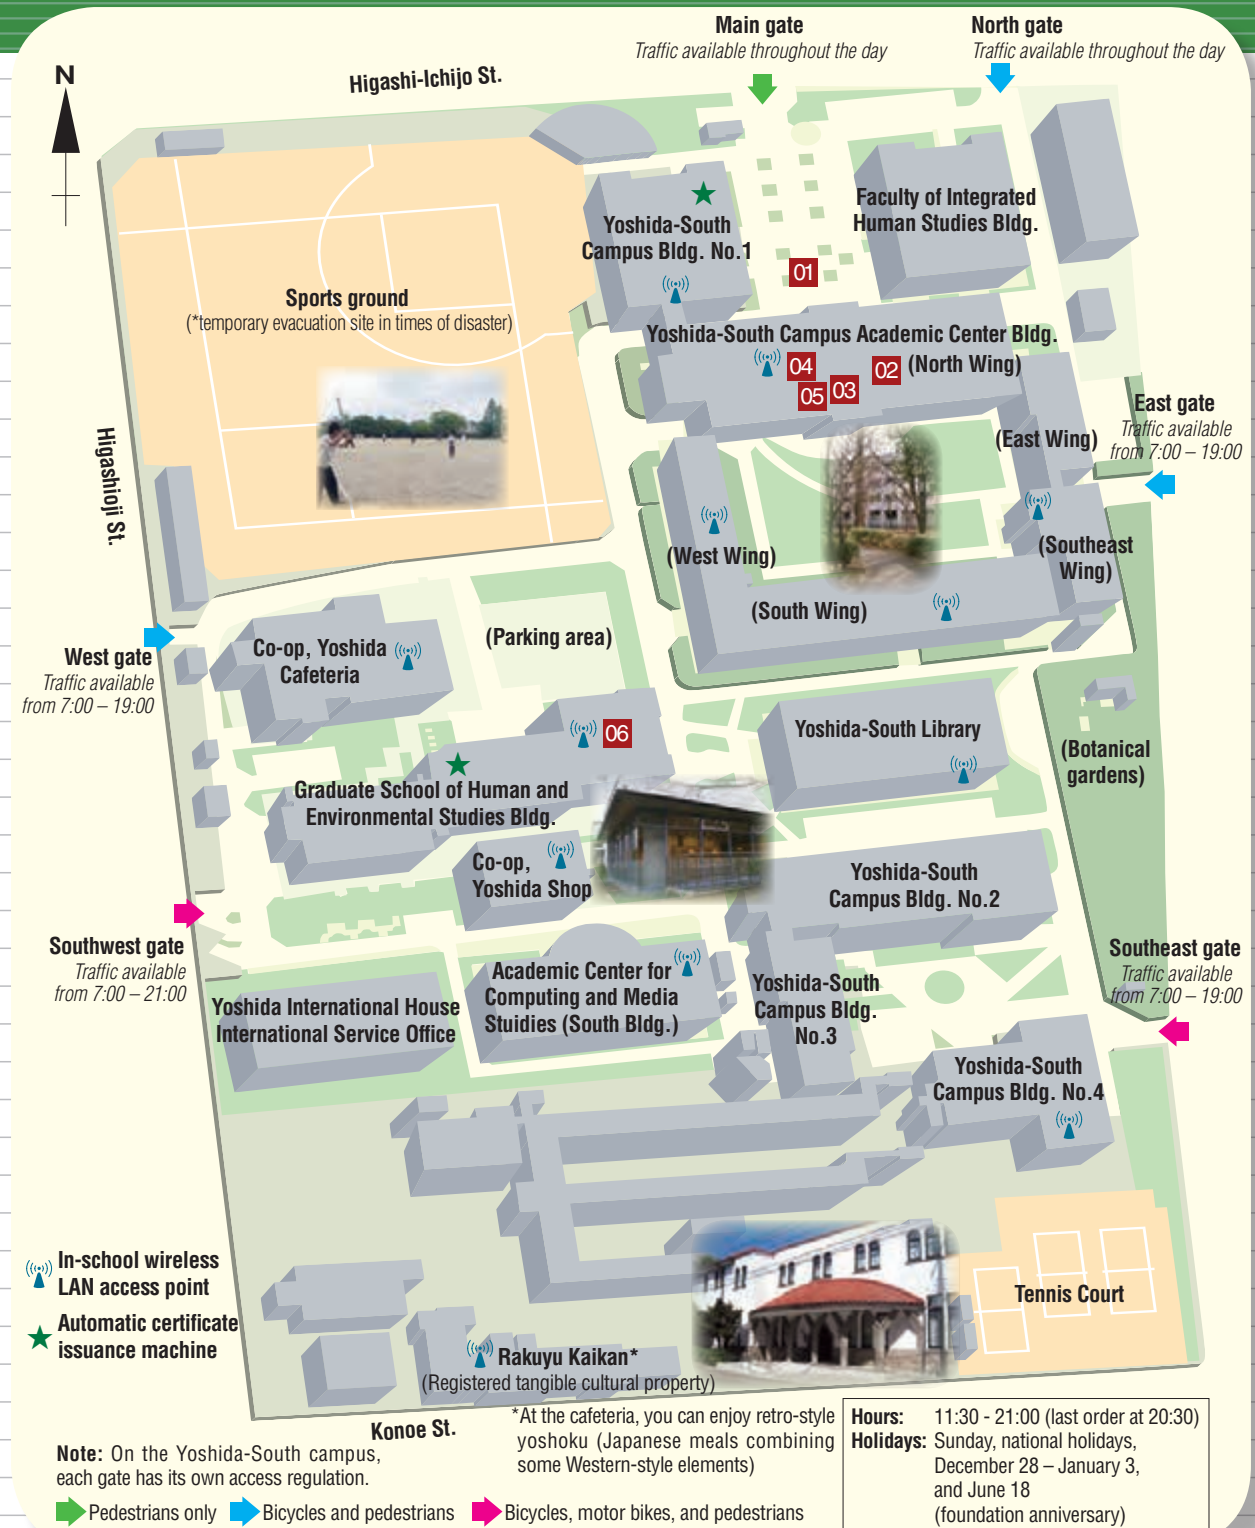 Main gate
Traffic available throughout the day
North gate
Traffic available throughout the day
N
Higashi-Ichijo St.
Faculty of Integrated
Human Studies Bldg.
Yoshida-South
Campus Bldg. No.1
01
Sports ground
(*temporary evacuation site in times of disaster)
Yoshida-South Campus Academic Center Bldg.
04
02
(North Wing)
05
03
East gate
Traffic available
from 7:00 – 19:00
(East Wing)
Higashioji St.
(West Wing)
(Southeast
Wing)
(South Wing)
(Parking area)
Co-op, Yoshida
Cafeteria
West gate
Traffic available
from 7:00 – 19:00
06
Yoshida-South Library
(Botanical
gardens)
Graduate School of Human and
Environmental Studies Bldg.
Co-op,
Yoshida Shop
Yoshida-South
Campus Bldg. No.2
Southwest gate
Traffic available
from 7:00 – 21:00
Southeast gate
Traffic available
from 7:00 – 19:00
Academic Center for
Computing and Media
Stuidies (South Bldg.)
Yoshida-South
Campus Bldg.
No.3
Yoshida International House
International Service Office
Yoshida-South
Campus Bldg. No.4
In-school wireless
LAN access point
Automatic certificate
issuance machine
Tennis Court
Rakuyu Kaikan*
(Registered tangible cultural property)
Konoe St.
*At the cafeteria, you can enjoy retro-style
yoshoku (Japanese meals combining
some Western-style elements)
Hours: 11:30 - 21:00 (last order at 20:30)
Holidays: Sunday, national holidays,
December 28 – January 3,
and June 18
(foundation anniversary)
Note: On the Yoshida-South campus,
each gate has its own access regulation.
Pedestrians only
Bicycles and pedestrians
Bicycles, motor bikes, and pedestrians